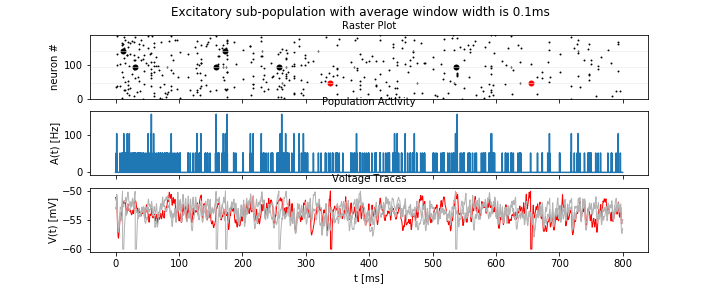 Excitatory sub-population with average window width is 0.1ms
Raster Plot
neuron #
100
0
Population Activity
A(t) [Hz]
100
0
Voltage Traces
V(t) [mV]
−50
−55
−60
0 100 200 300 400 500 600 700 800
t [ms]